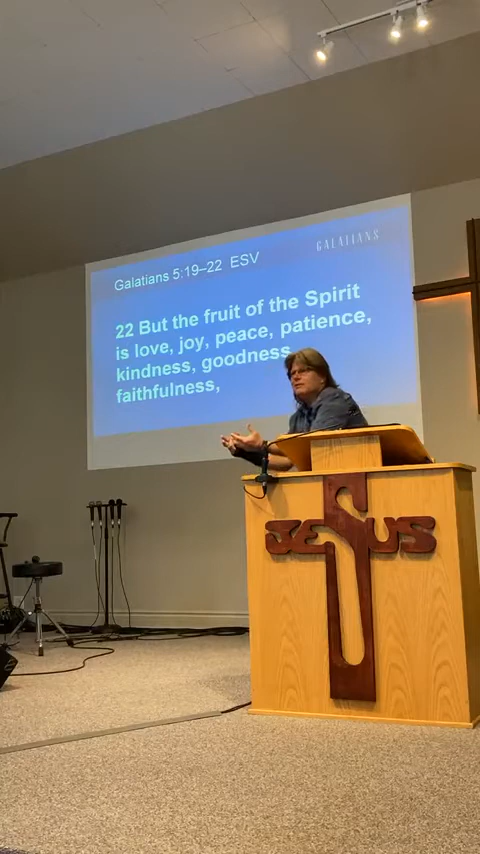 GALATIANS
Galatians 5:19–22 ESV
22 But the fruit of the Spirit
is love, joy, peace, patience,
kindness, goodness
faithfulness,
JESUS